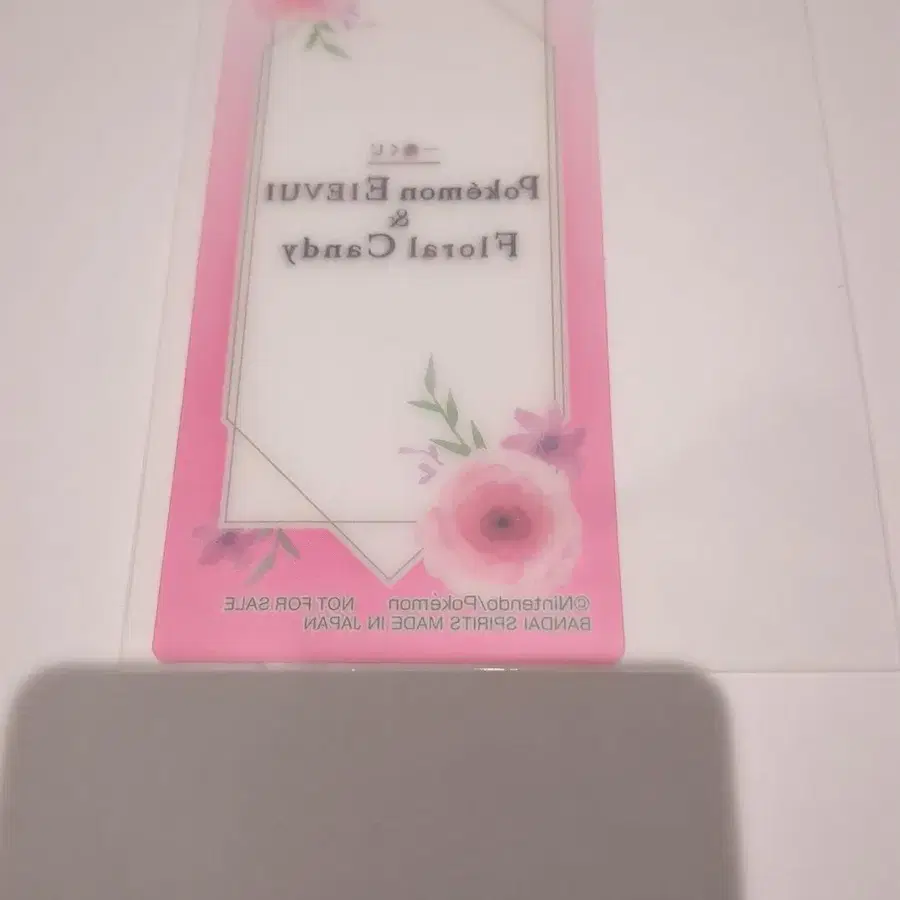 一番くじ
Pokémon EIEVUI
&
Floral Candy
©Nintendo/Pokémon NOT FOR SALE
BANDAI SPIRITS MADE IN JAPAN